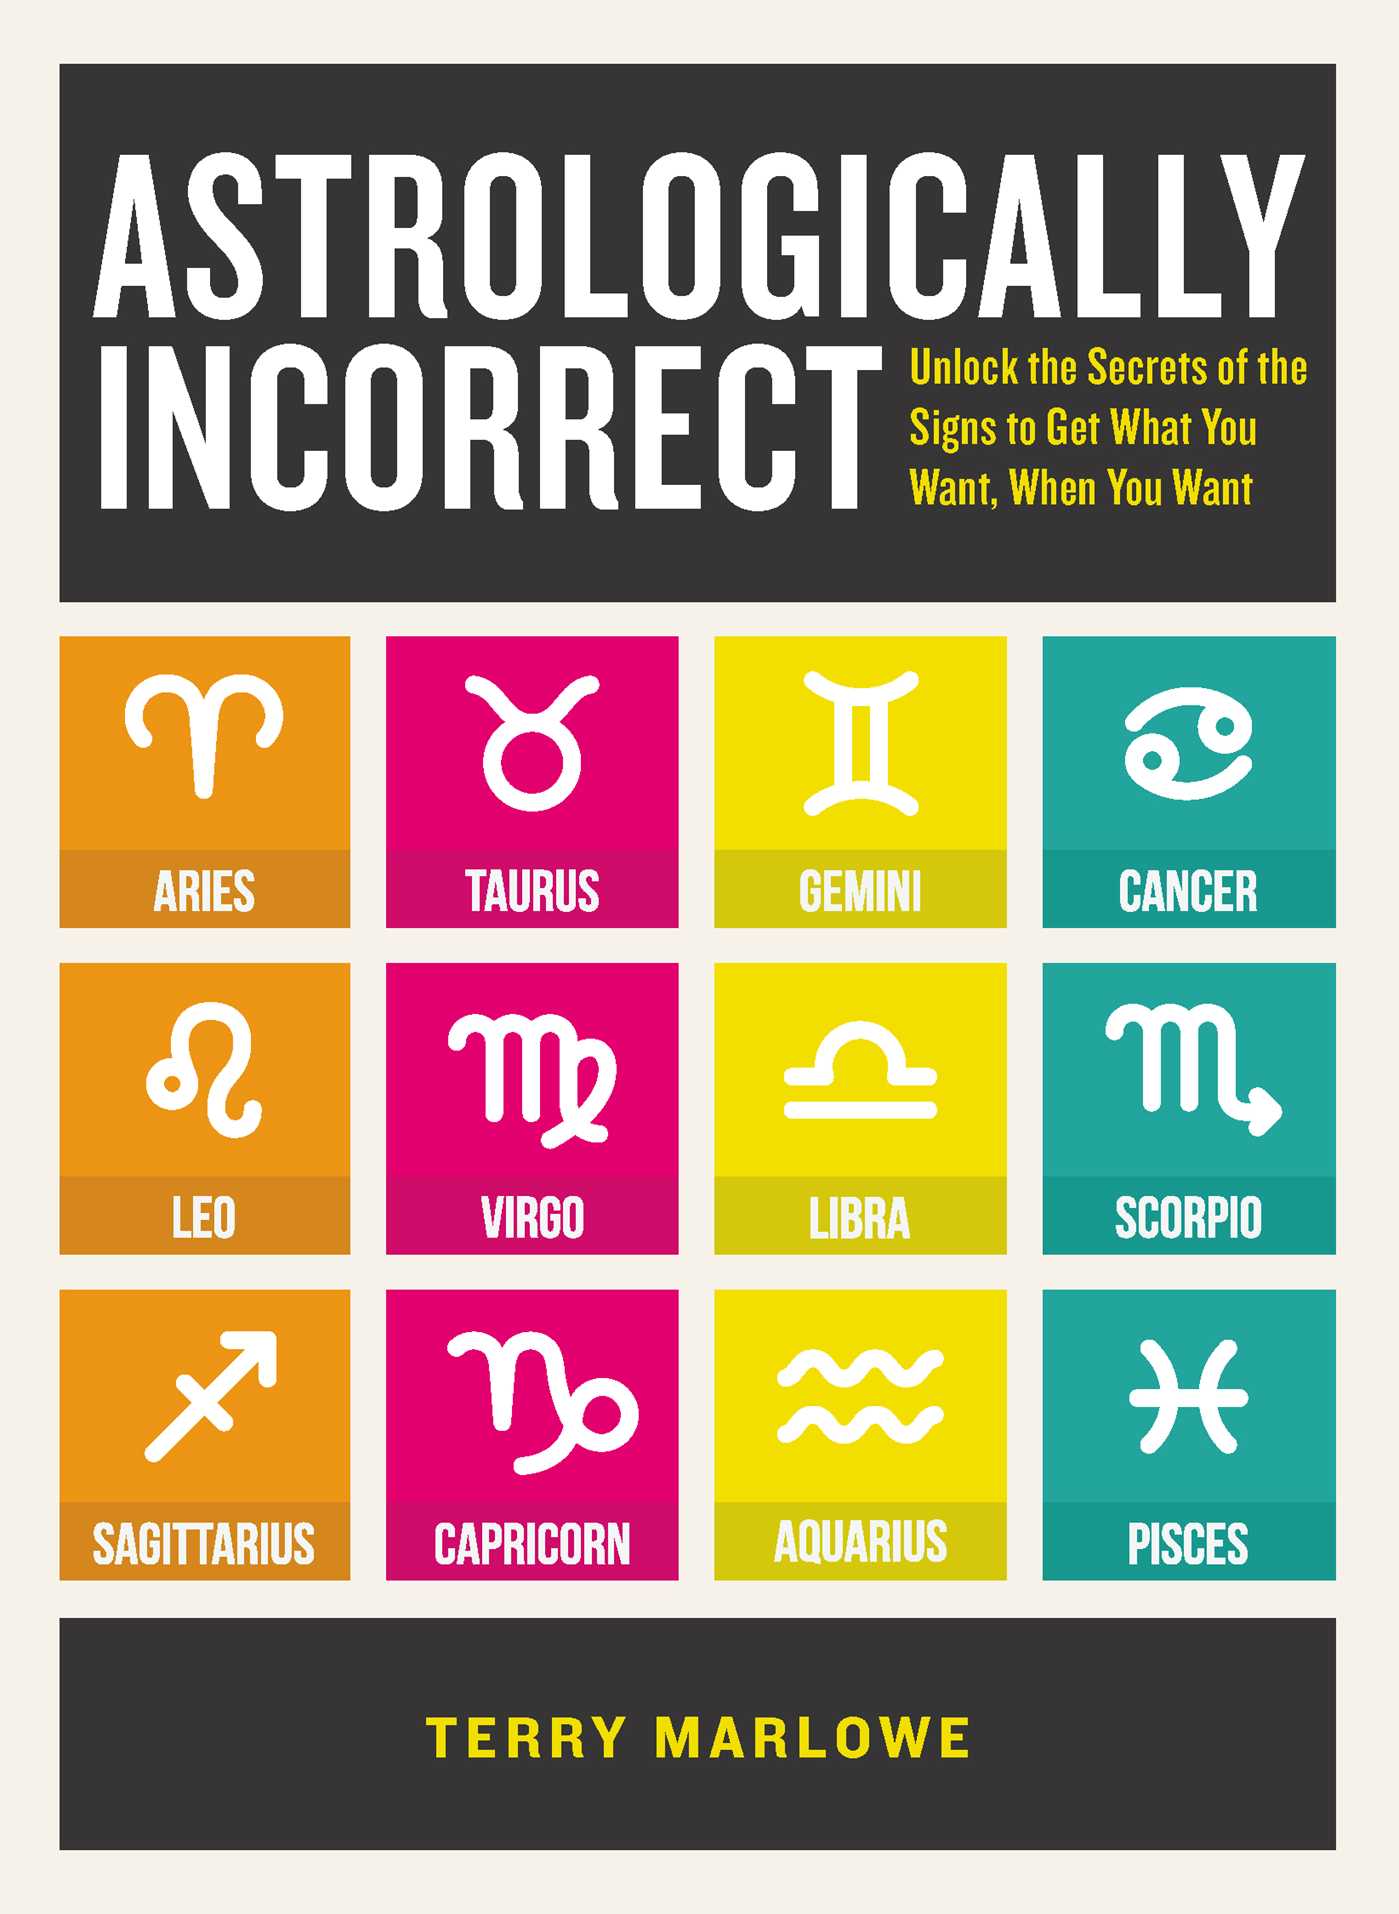 ASTROLOGICALLY
INCORRECT
Unlock the Secrets of the
Signs to Get What You
Want, When You Want
ARIES
TAURUS
GEMINI
CANCER
LEO
VIRGO
LIBRA
SCORPIO
SAGITTARIUS
CAPRICORN
AQUARIUS
PISCES
TERRY MARLOWE